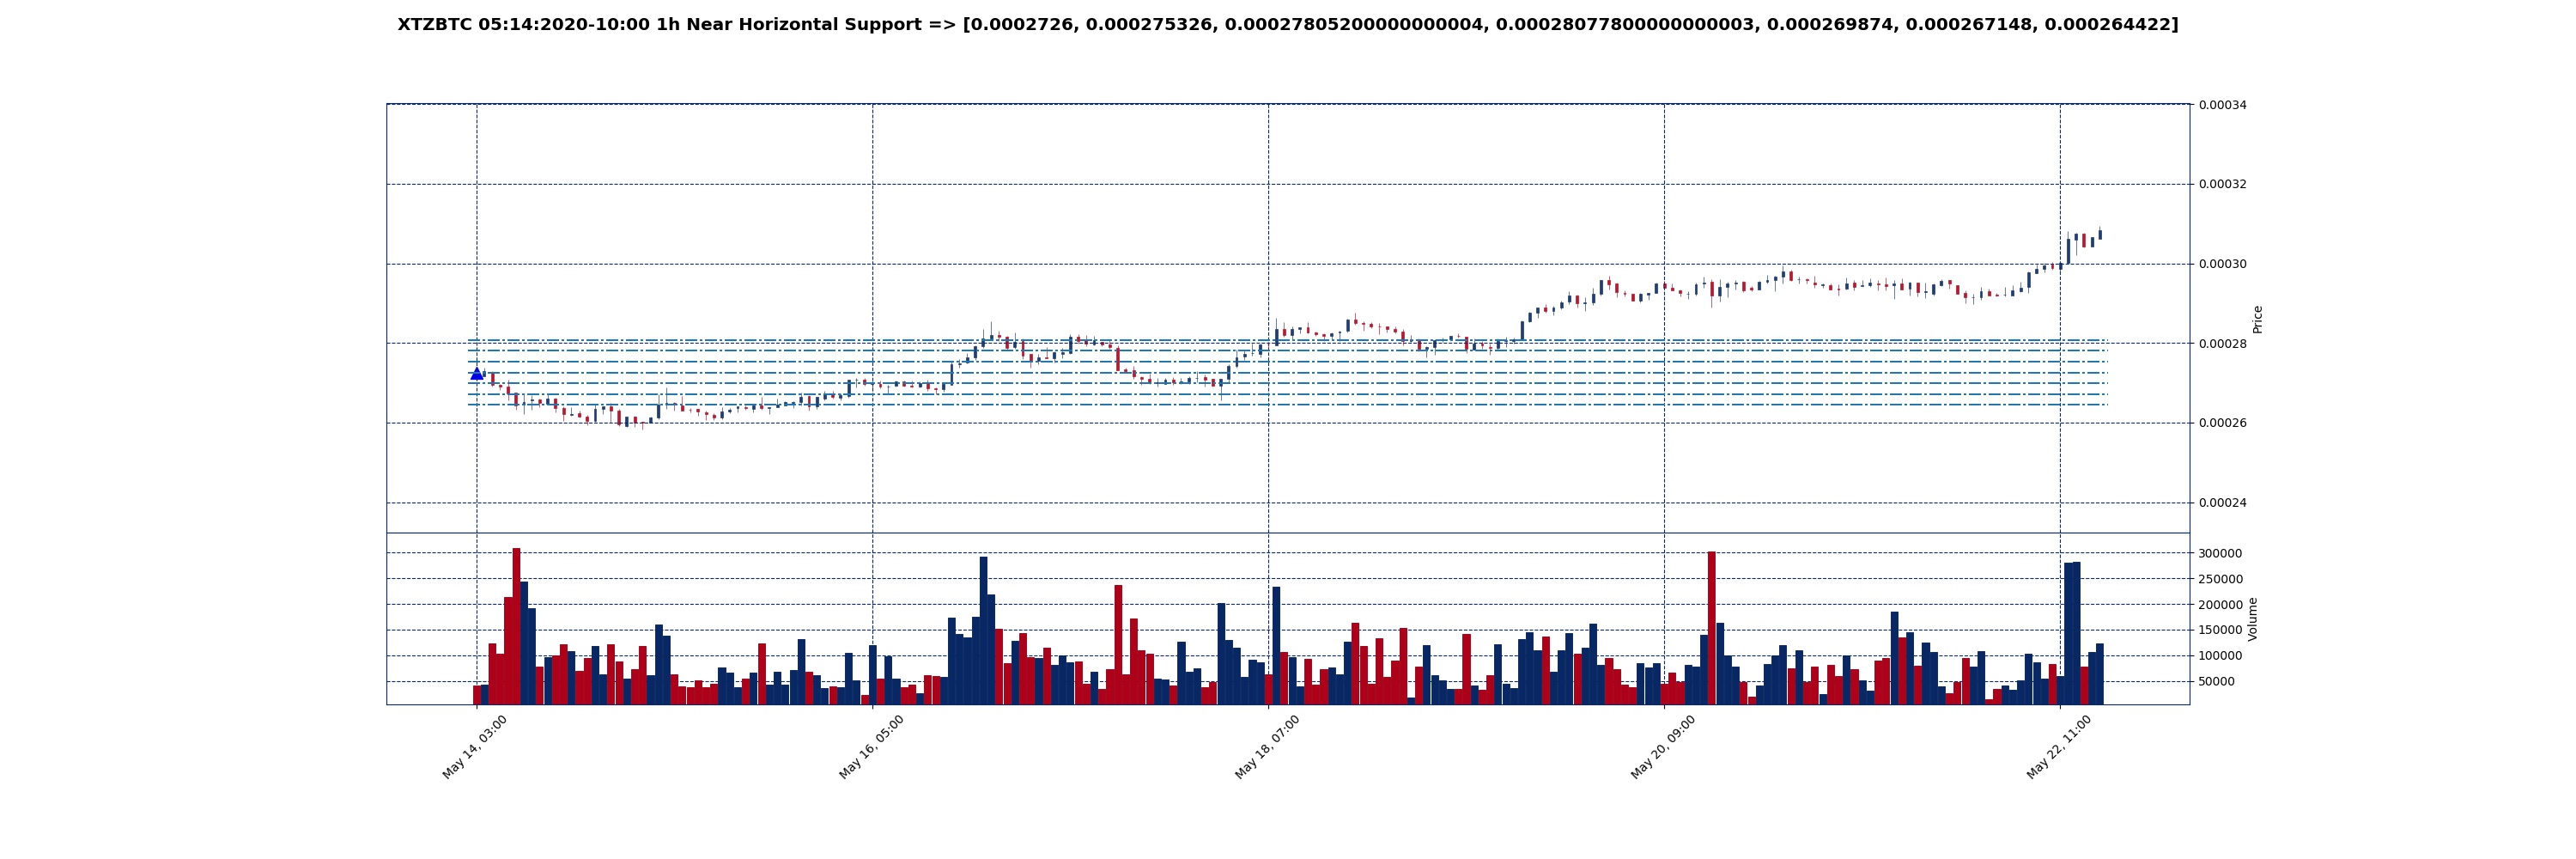 XTZBTC 05:14:2020-10:00 1h Near Horizontal Support => [0.0002726, 0.000275326, 0.00027805200000000004, 0.00028077800000000003, 0.000269874, 0.000267148, 0.000264422]
0.00034
0.00032
0.00030
0.00028
0.00026
0.00024
Price
300000
250000
200000
150000
100000
50000
Volume
May 14, 03:00
May 16, 05:00
May 18, 07:00
May 20, 09:00
May 22, 11:00